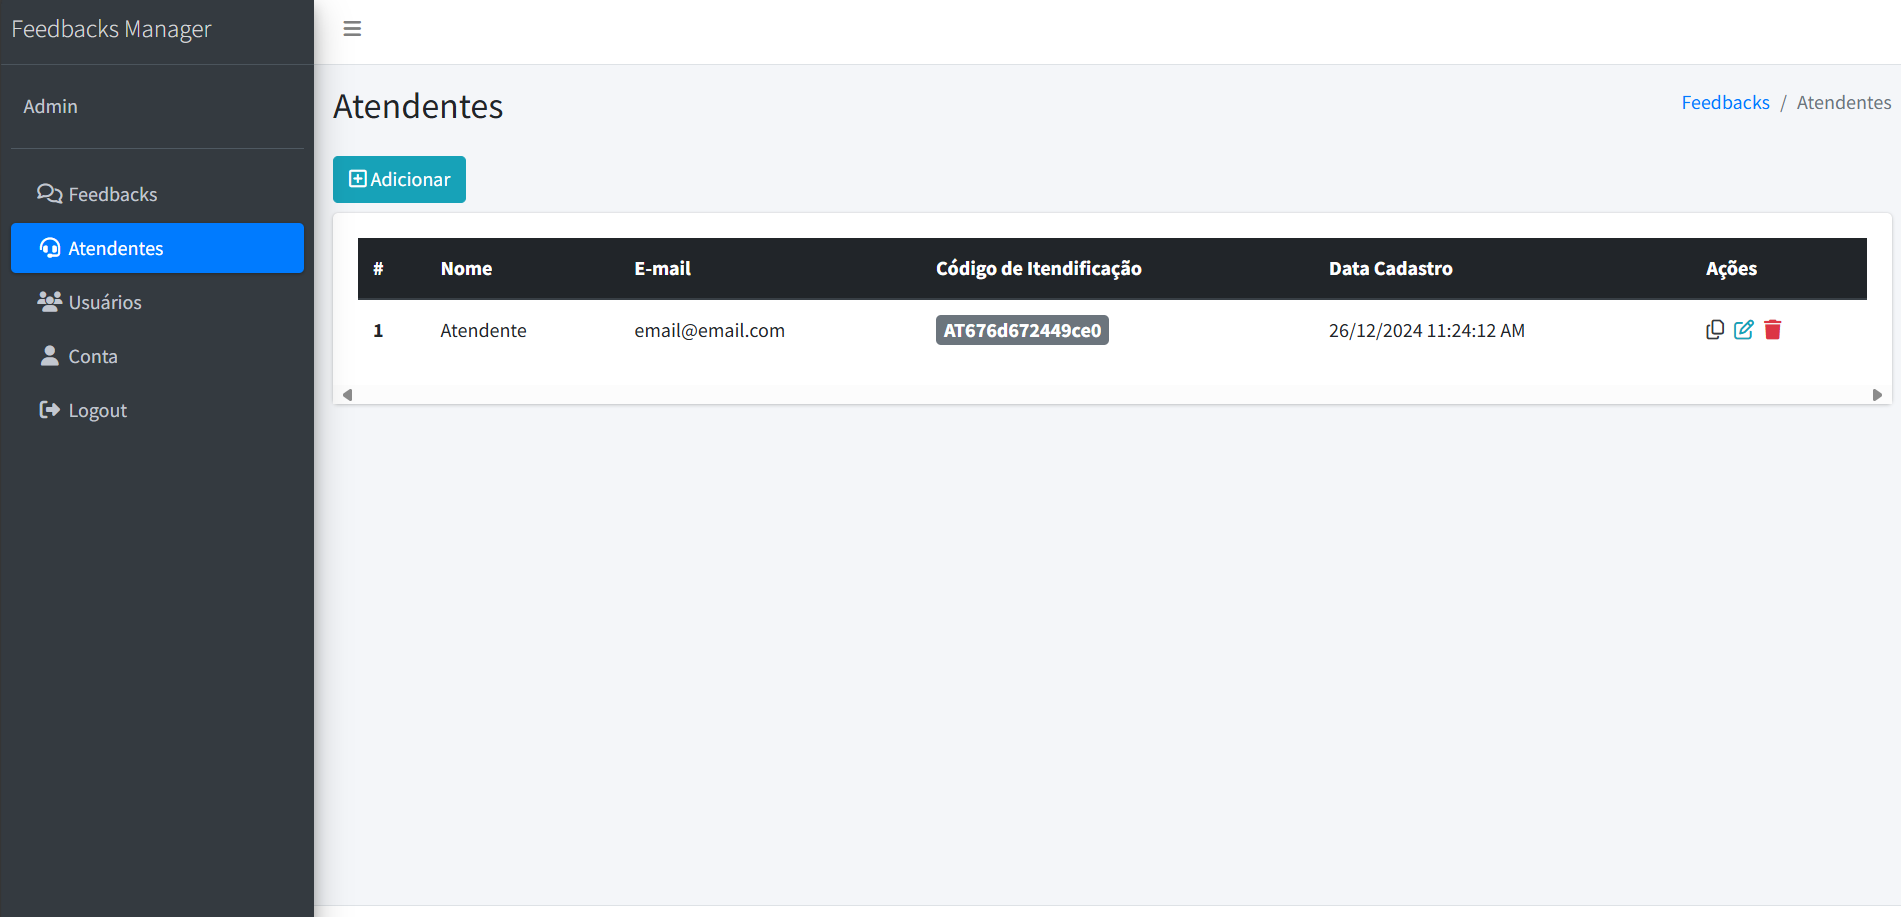 Feedbacks Manager
Admin
Feedbacks
Atendentes
Usuários
Conta
Logout
Atendentes
Feedbacks / Atendentes
Adicionar
# Nome E-mail Código de Itendificação Data Cadastro Ações
1 Atendente email@email.com AT676d672449ce0 26/12/2024 11:24:12 AM